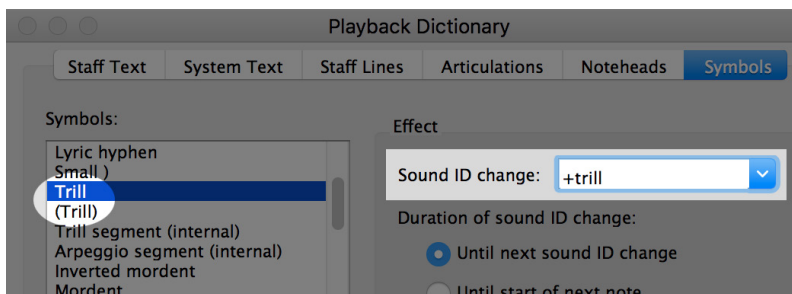 Playback Dictionary
Staff Text System Text Staff Lines Articulations Noteheads Symbols
Symbols:
Lyric hyphen
Small )
Trill
(Trill)
Trill segment (internal)
Arpeggio segment (internal)
Inverted mordent
Mordent
Effect
Sound ID change: +trill
Duration of sound ID change:
Until next sound ID change
Until start of next note